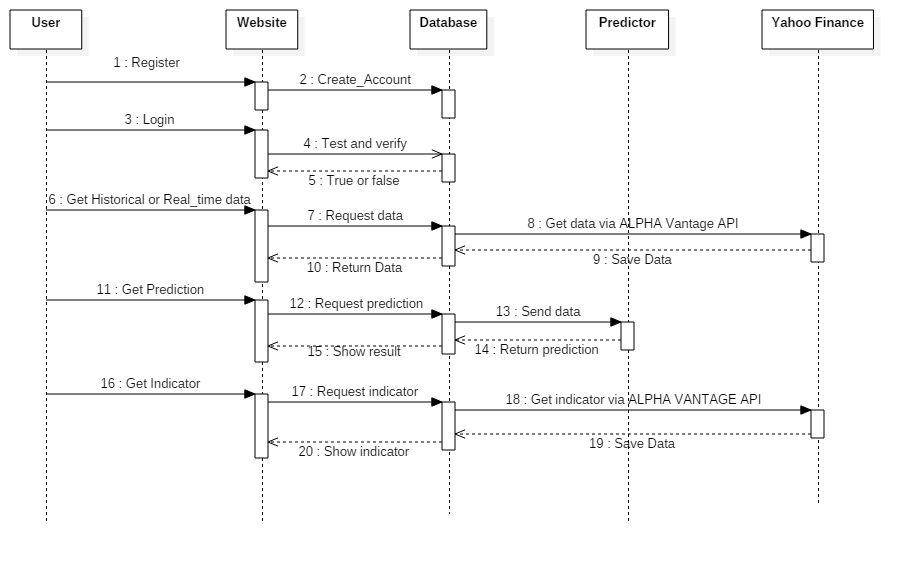 User
Website
Database
Predictor
Yahoo Finance
1 : Register
2 : Create_Account
3 : Login
4 : Test and verify
5 : True or false
6 : Get Historical or Real_time data
7 : Request data
8 : Get data via ALPHA Vantage API
9 : Save Data
10 : Return Data
11 : Get Prediction
12 : Request prediction
13 : Send data
14 : Return prediction
15 : Show result
16 : Get Indicator
17 : Request indicator
18 : Get indicator via ALPHA VANTAGE API
19 : Save Data
20 : Show indicator